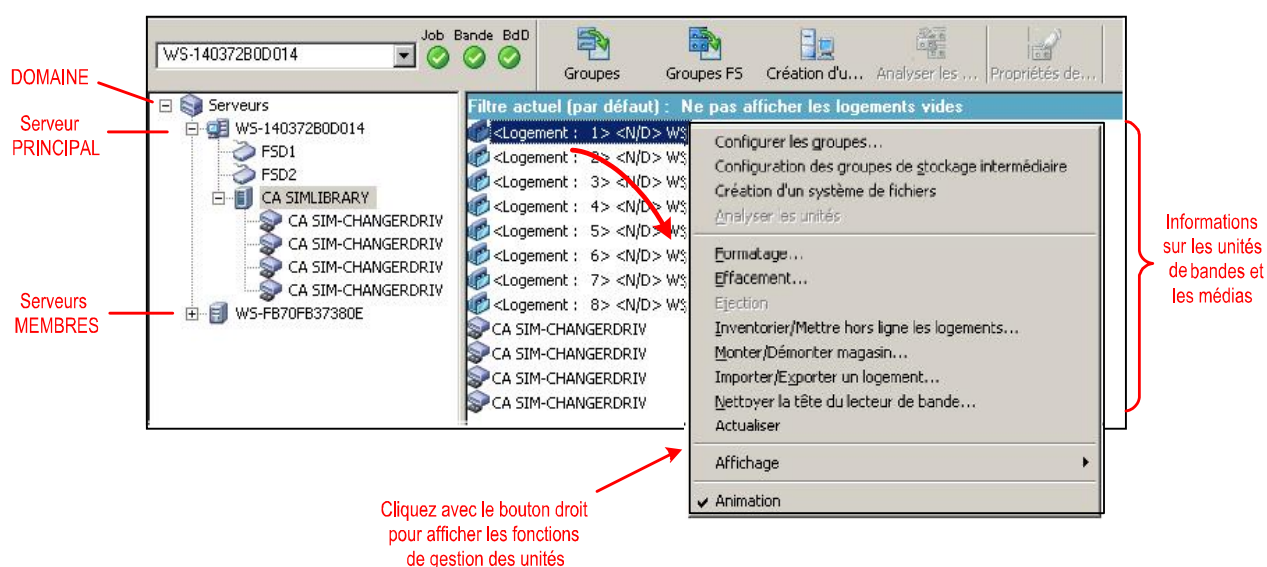 Job Bande BdD
WS-140372B0D014
Groupes
Groupes FS
Création d'u...
Analyser les ...
Propriétés de...
DOMAINE
Serveur
PRINCIPAL
Serveurs
MEMBRES
Serveurs
WS-140372B0D014
FSD1
FSD2
CA SIMLIBRARY
CA SIM-CHANGERDRIV
CA SIM-CHANGERDRIV
CA SIM-CHANGERDRIV
CA SIM-CHANGERDRIV
WS-FB70FB37380E
Filtre actuel (par défaut) : Ne pas afficher les logements vides
<Logement : 1> <N/D> WS
<Logement : 2> <N/D> WS
<Logement : 3> <N/D> WS
<Logement : 4> <N/D> WS
<Logement : 5> <N/D> WS
<Logement : 6> <N/D> WS
<Logement : 7> <N/D> WS
<Logement : 8> <N/D> WS
CA SIM-CHANGERDRIV
CA SIM-CHANGERDRIV
CA SIM-CHANGERDRIV
CA SIM-CHANGERDRIV
Configurer les groupes...
Configuration des groupes de stockage intermédiaire
Création d'un système de fichiers
Analyser les unités
Formatage...
Effacement...
Ejection
Inventorier/Mettre hors ligne les logements...
Monter/Démonter magasin...
Importer/Exporter un logement...
Nettoyer la tête du lecteur de bande...
Actualiser
Affichage
Animation
Informations
sur les unités
de bandes et
les médias
Cliquez avec le bouton droit
pour afficher les fonctions
de gestion des unités